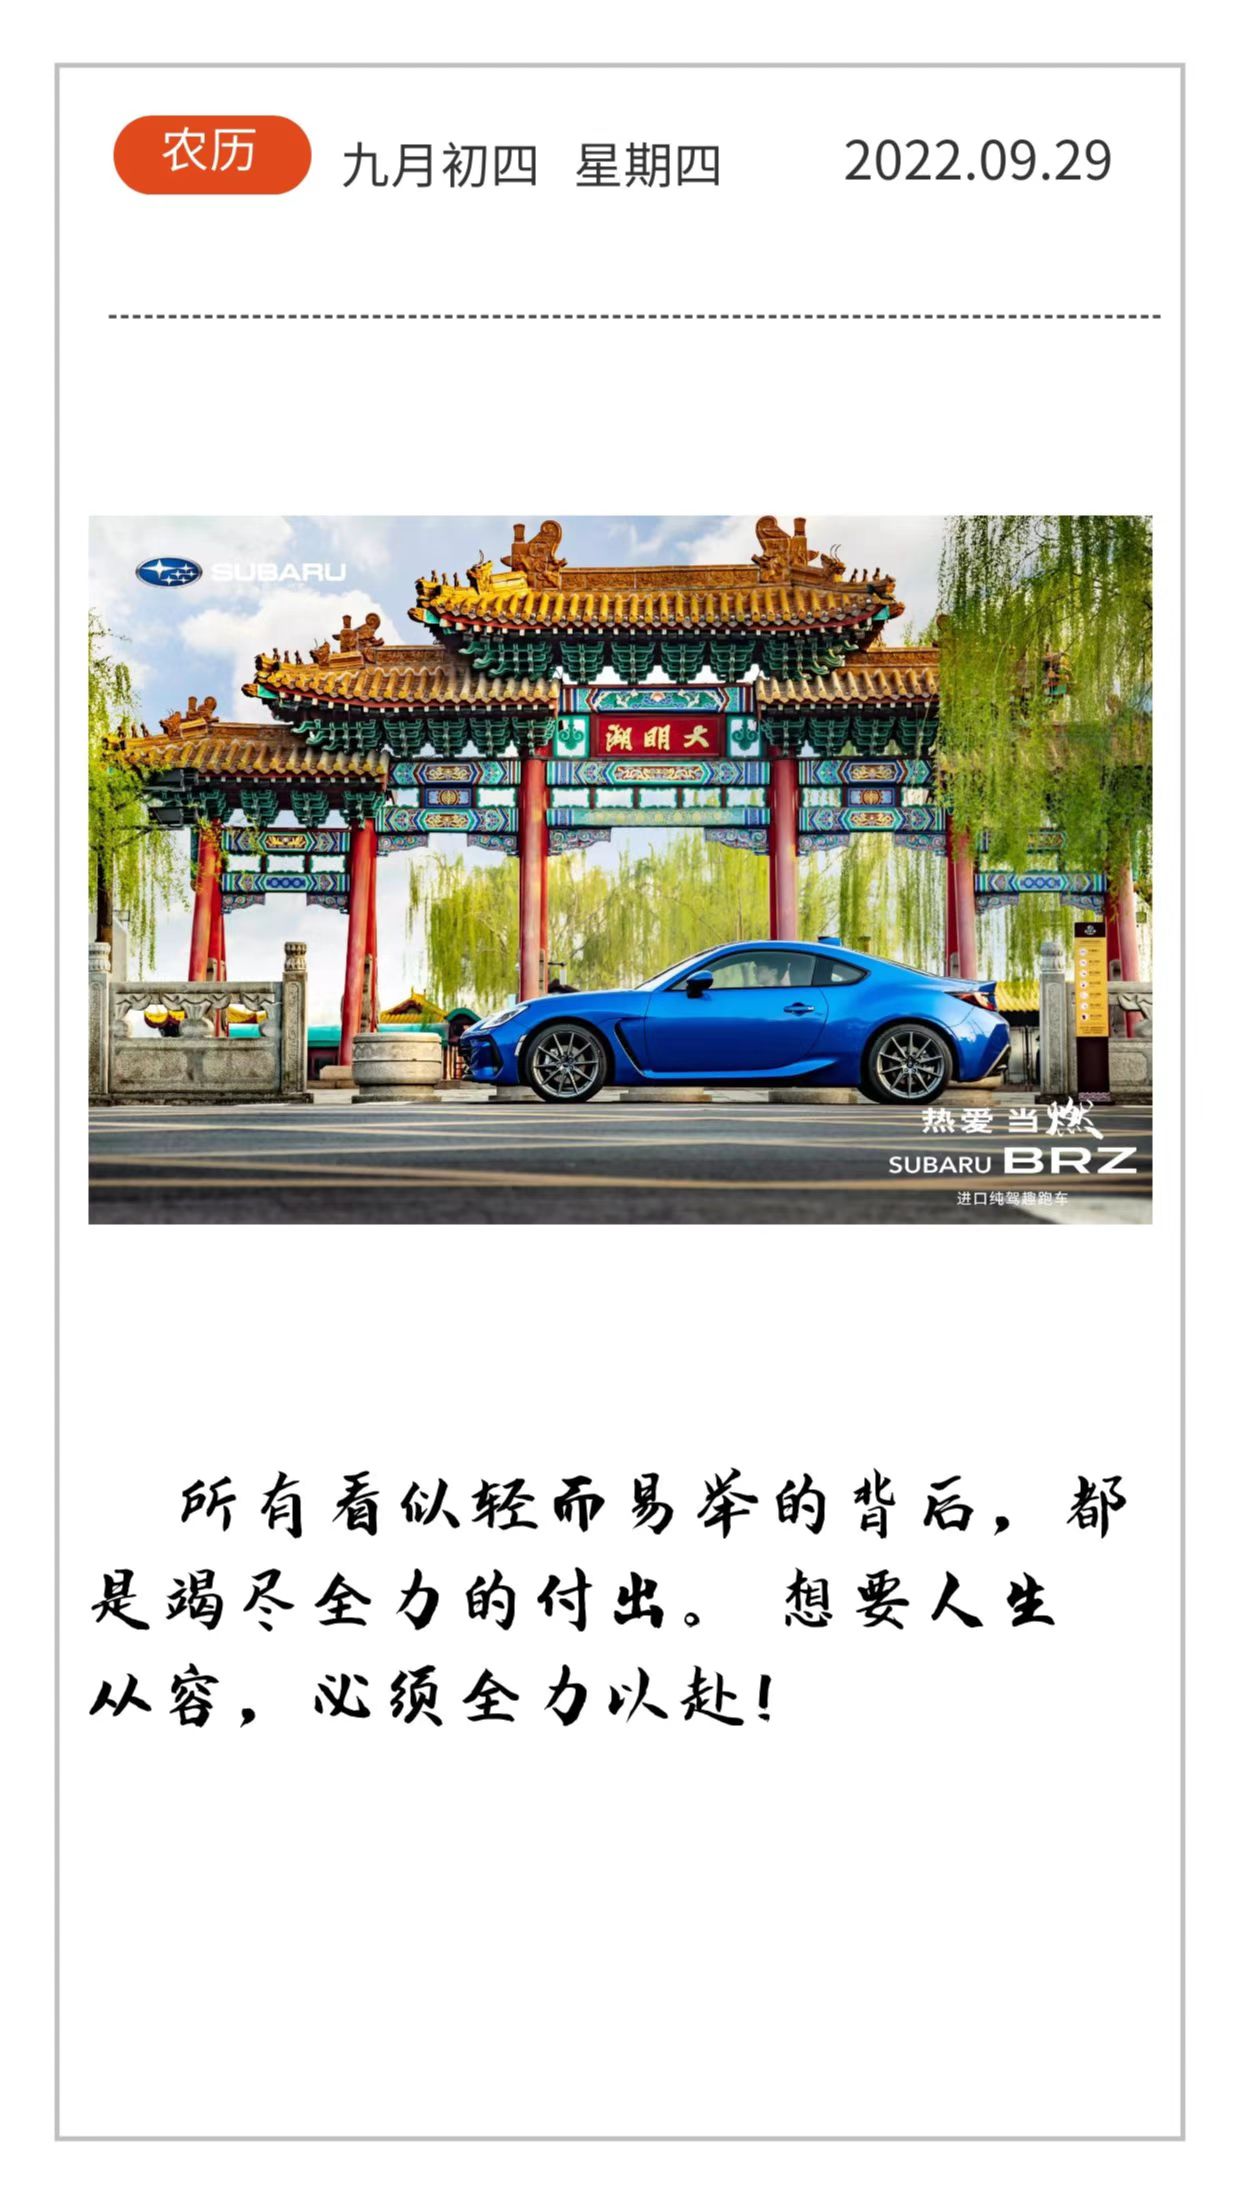 农历 九月初四 星期四 2022.09.29
SUBARU
大明湖
热爱 当燃
SUBARU BRZ
进口纯驾趣跑车
所有看似轻而易举的背后，都
是竭尽全力的付出。 想要人生
从容，必须全力以赴！